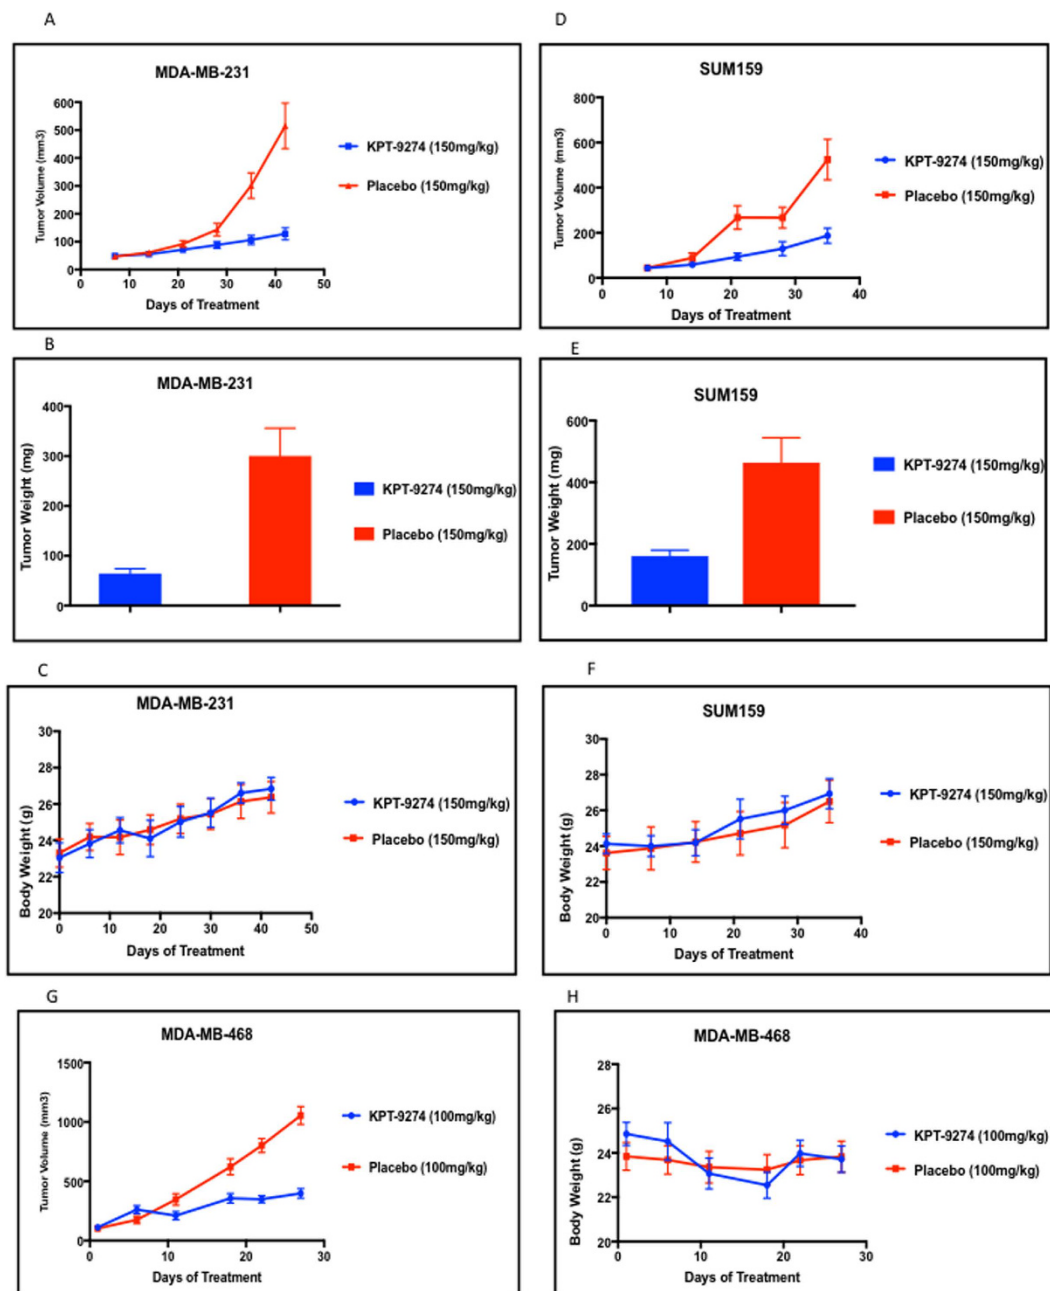 A
MDA-MB-231
Tumor Volume (mm3)
600
500
400
300
200
100
0
0 10 20 30 40 50
Days of Treatment
KPT-9274 (150mg/kg)
Placebo (150mg/kg)
D
SUM159
Tumor Volume (mm3)
800
600
400
200
0
0 10 20 30 40
Days of Treatment
KPT-9274 (150mg/kg)
Placebo (150mg/kg)
B
MDA-MB-231
Tumor Weight (mg)
400
300
200
100
0
KPT-9274 (150mg/kg)
Placebo (150mg/kg)
E
SUM159
Tumor Weight (mg)
600
400
200
0
KPT-9274 (150mg/kg)
Placebo (150mg/kg)
C
MDA-MB-231
Body Weight (g)
30
28
26
24
22
20
0 10 20 30 40 50
Days of Treatment
KPT-9274 (150mg/kg)
Placebo (150mg/kg)
F
SUM159
Body Weight (g)
30
28
26
24
22
20
0 10 20 30 40
Days of Treatment
KPT-9274 (150mg/kg)
Placebo (150mg/kg)
G
MDA-MB-468
Tumor Volume (mm3)
1500
1000
500
0
0 10 20 30
Days of Treatment
KPT-9274 (100mg/kg)
Placebo (100mg/kg)
H
MDA-MB-468
Body Weight (g)
28
26
24
22
20
0 10 20 30
Days of Treatment
KPT-9274 (100mg/kg)
Placebo (100mg/kg)